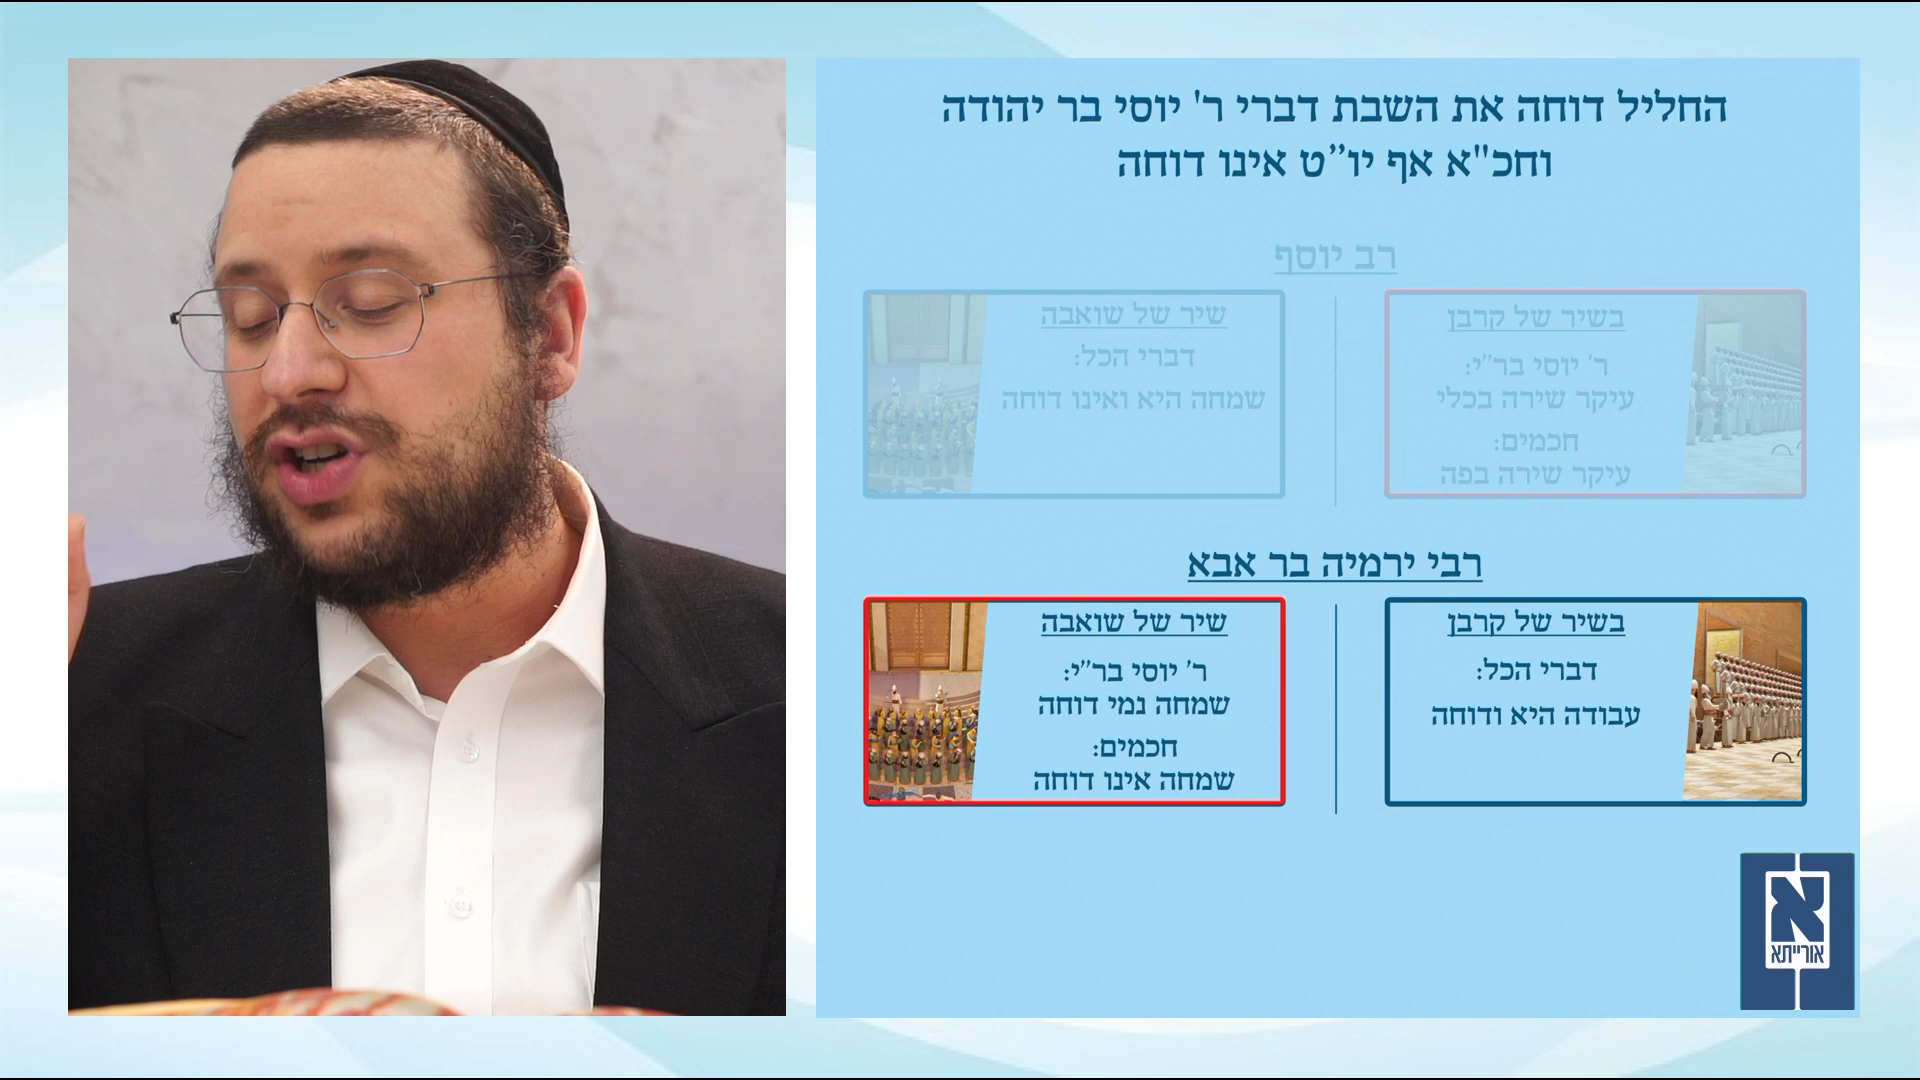 החליל דוחה את השבת דברי ר' יוסי בר יהודה
וחכ"א אף יו"ט אינו דוחה
רב יוסף
בשיר של קרבן
ר' יוסי בר"י:
עיקר שירה בכלי
חכמים:
עיקר שירה בפה
שיר של שואבה
דברי הכל:
שמחה היא ואינו דוחה
רבי ירמיה בר אבא
בשיר של קרבן
דברי הכל:
עבודה היא ודוחה
שיר של שואבה
ר' יוסי בר"י:
שמחה נמי דוחה
חכמים:
שמחה אינו דוחה
א
אורייתא